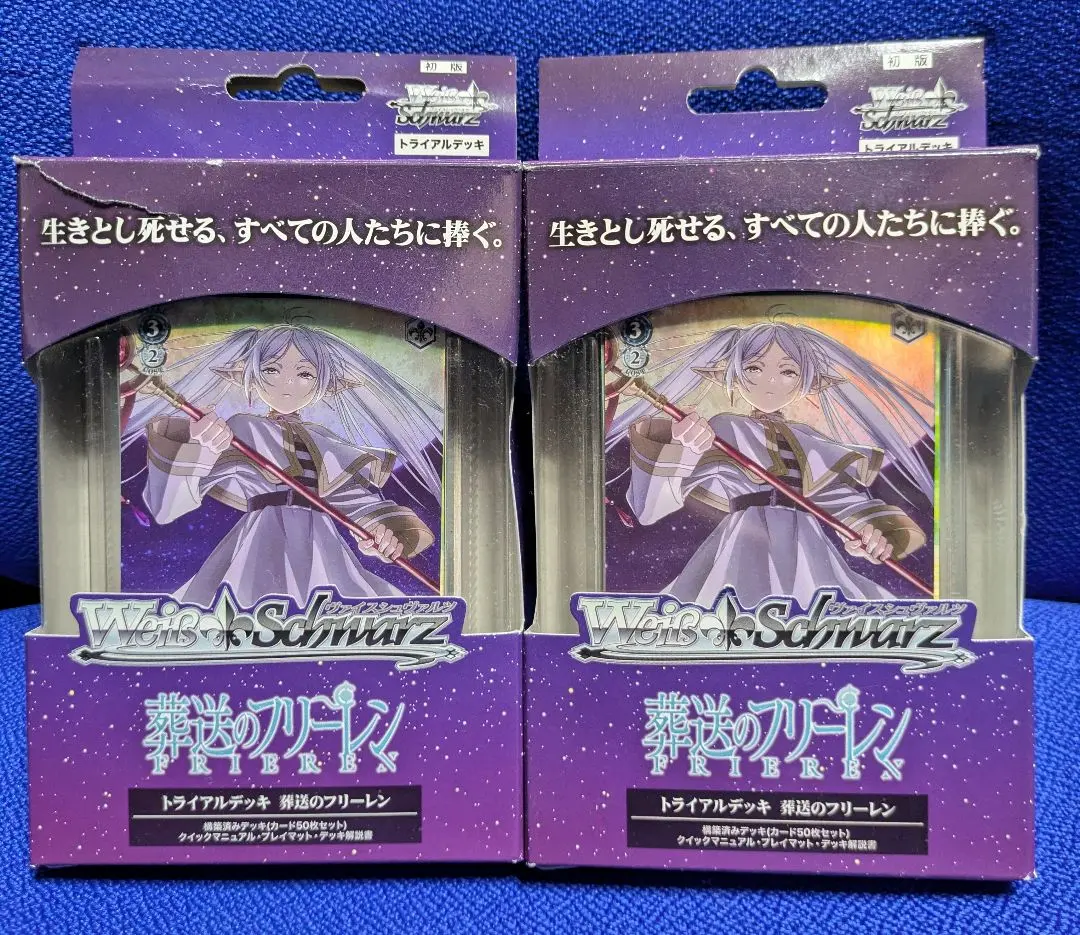 初版
Weiß Schwarz
トライアルデッキ
生きとし死せる、すべての人たちに捧ぐ。
3
2
ヴァイスシュヴァルツ
Weiß Schwarz
葬送のフリーレン
FRIEREN
トライアルデッキ 葬送のフリーレン
構築済みデッキ(カード50枚セット)
クイックマニュアル・プレイマット・デッキ解説書
初版
Weiß Schwarz
トライアルデッキ
生きとし死せる、すべての人たちに捧ぐ。
3
2
ヴァイスシュヴァルツ
Weiß Schwarz
葬送のフリーレン
FRIEREN
トライアルデッキ 葬送のフリーレン
構築済みデッキ(カード50枚セット)
クイックマニュアル・プレイマット・デッキ解説書